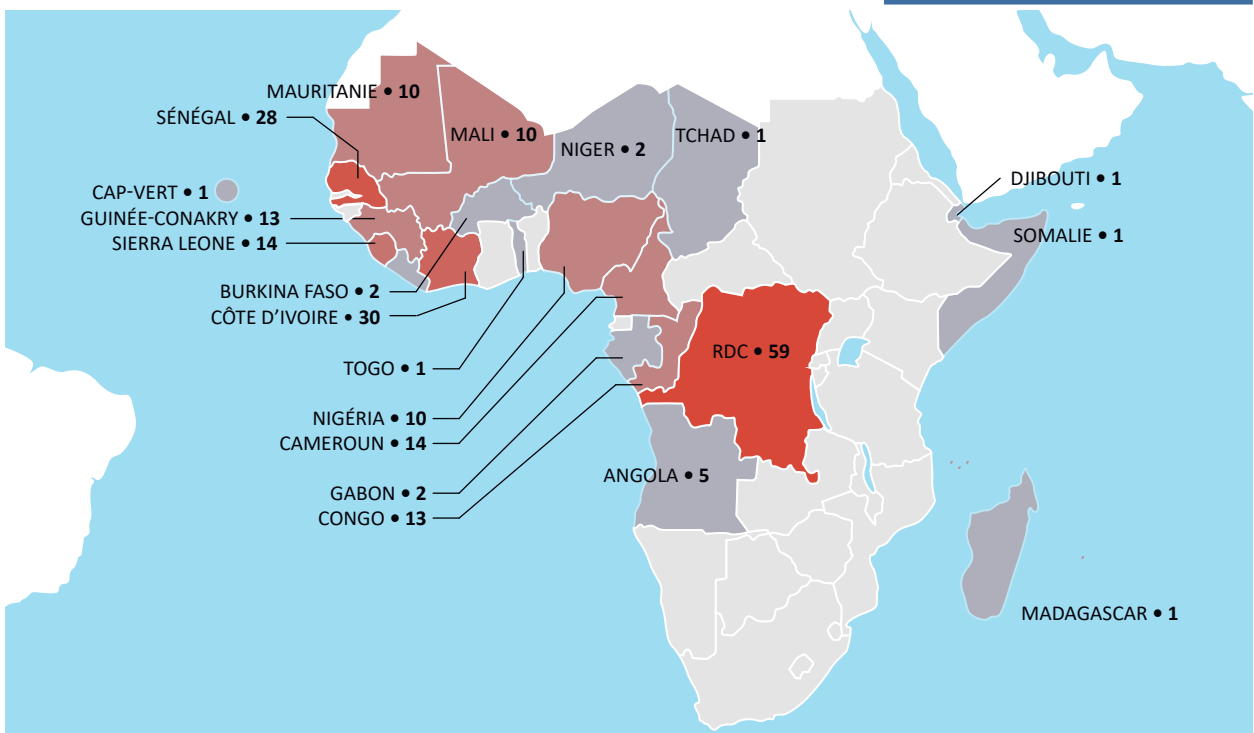 MAURITANIE • 10
SÉNÉGAL • 28
MALI • 10
NIGER • 2
TCHAD • 1
CAP-VERT • 1
DJIBOUTI • 1
GUINÉE-CONAKRY • 13
SOMALIE • 1
SIERRA LEONE • 14
BURKINA FASO • 2
CÔTE D'IVOIRE • 30
RDC • 59
TOGO • 1
NIGÉRIA • 10
CAMEROUN • 14
ANGOLA • 5
GABON • 2
CONGO • 13
MADAGASCAR • 1